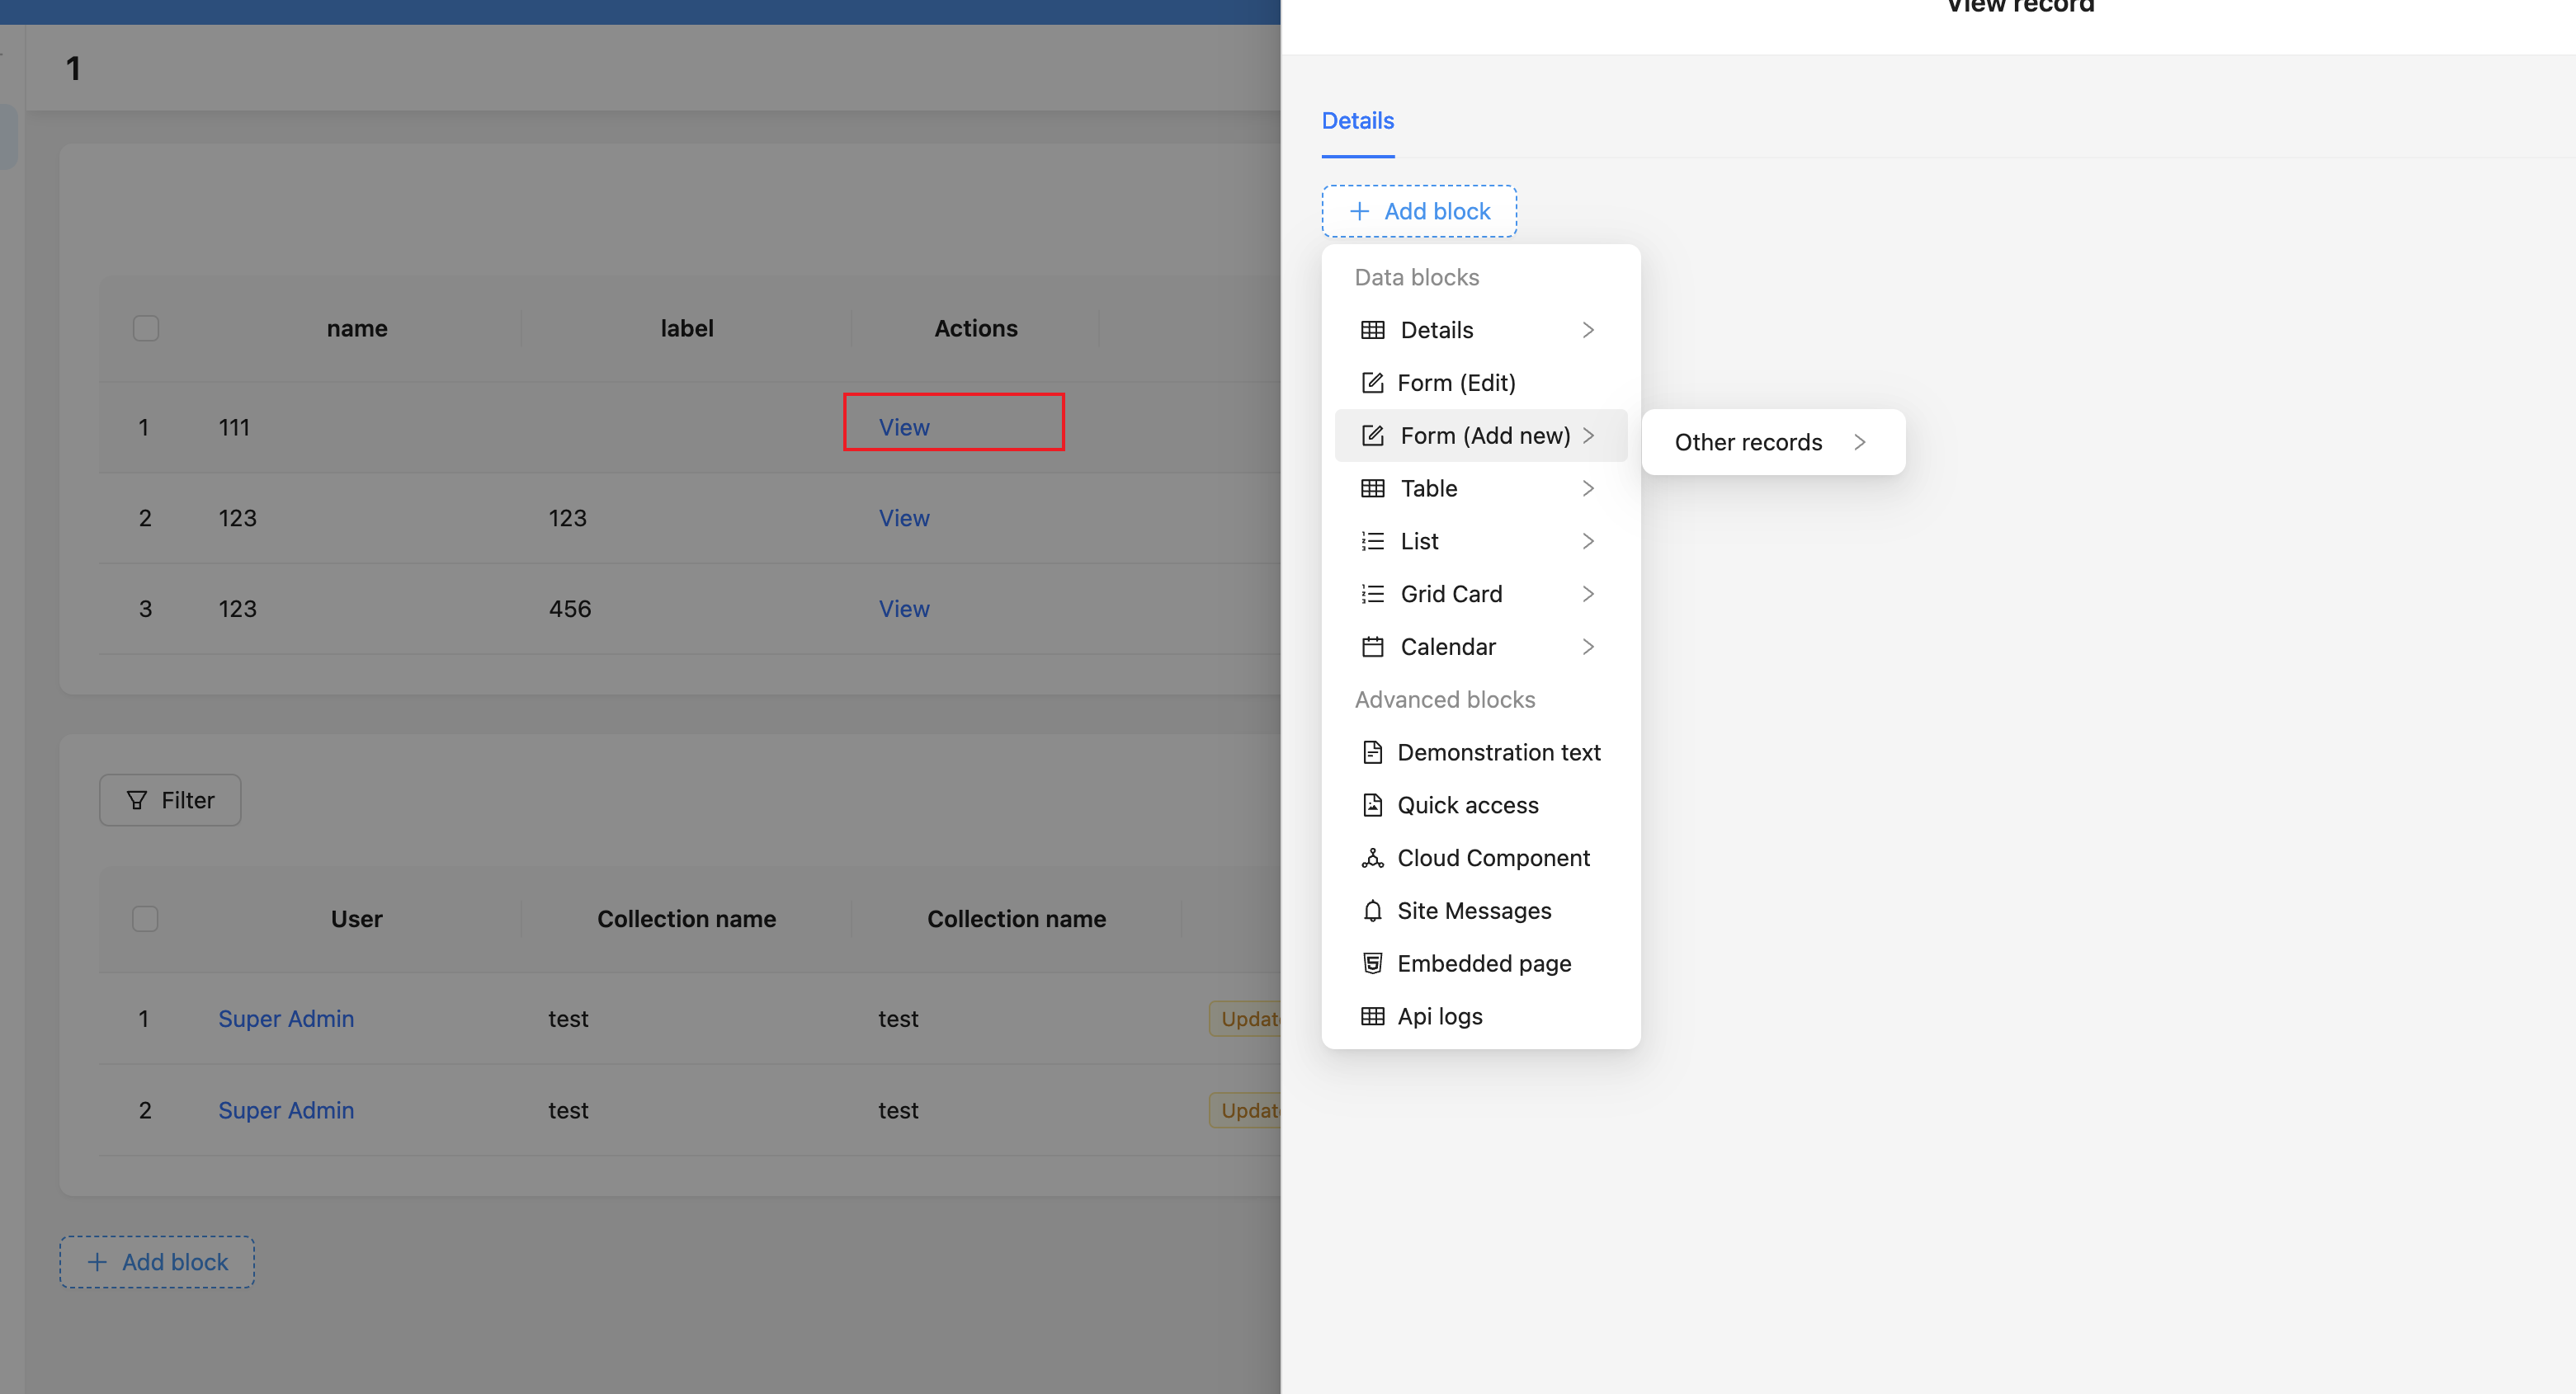 1
name label Actions
1 111 View
2 123 123 View
3 123 456 View
Filter
User Collection name Collection name
1 Super Admin test test
2 Super Admin test test
Add block
View record
Details
Add block
Data blocks
Details
Form (Edit)
Form (Add new)
Other records
Table
List
Grid Card
Calendar
Advanced blocks
Demonstration text
Quick access
Cloud Component
Site Messages
Embedded page
Api logs